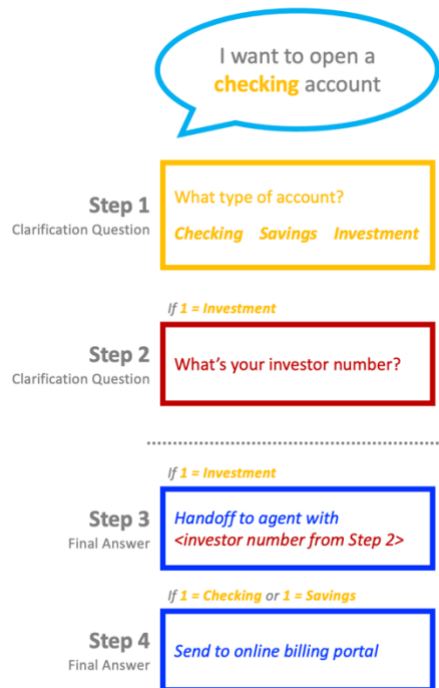 I want to open a
checking account
Step 1
Clarification Question
What type of account?
Checking Savings Investment
If 1 = Investment
Step 2
Clarification Question
What's your investor number?
If 1 = Investment
Step 3
Final Answer
Handoff to agent with
<investor number from Step 2>
If 1 = Checking or 1 = Savings
Step 4
Final Answer
Send to online billing portal